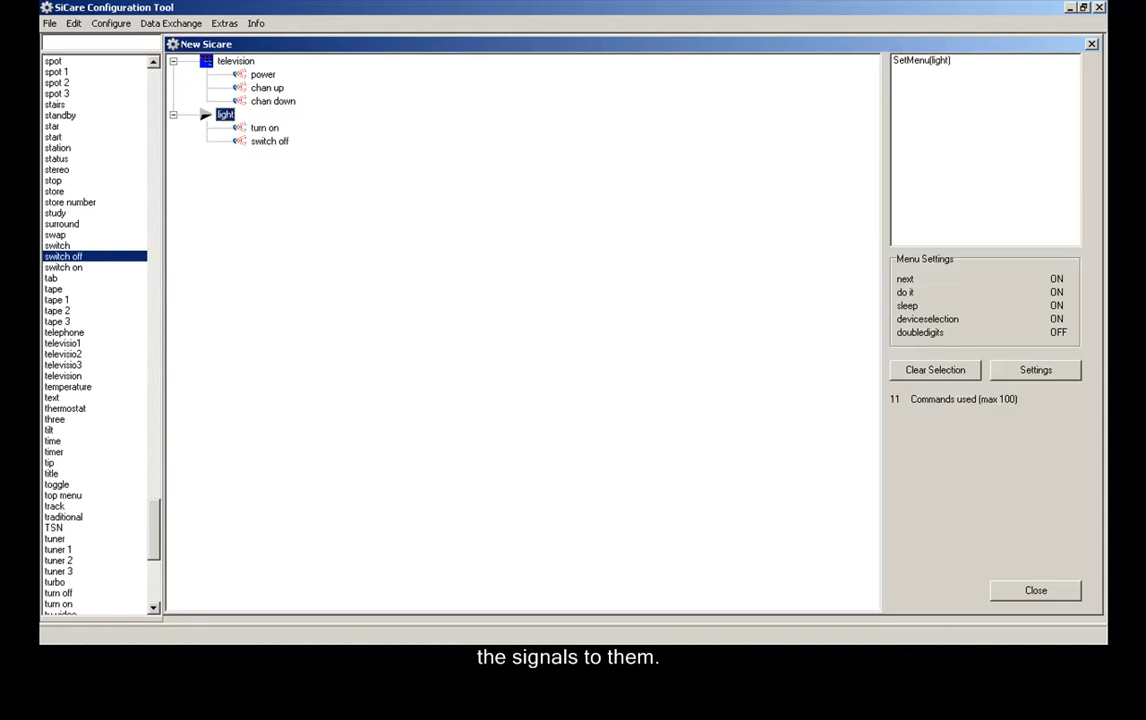 SiCare Configuration Tool
File Edit Configure Data Exchange Extras Info
New Sicare
spot
spot 1
spot 2
spot 3
stairs
standby
star
start
station
status
stereo
stop
store
store number
study
surround
swap
switch
switch off
switch on
tab
tape
tape 1
tape 2
tape 3
telephone
televisio1
televisio2
televisio3
television
temperature
text
thermostat
three
tilt
time
timer
tip
title
toggle
top menu
track
traditional
TSN
tuner
tuner 1
tuner 2
tuner 3
turbo
turn off
turn on
tv video
television
power
chan up
chan down
light
turn on
switch off
SetMenu(light)
Menu Settings
next ON
do it ON
sleep ON
deviceselection ON
doubledigits OFF
Clear Selection Settings
11 Commands used (max 100)
Close
the signals to them.